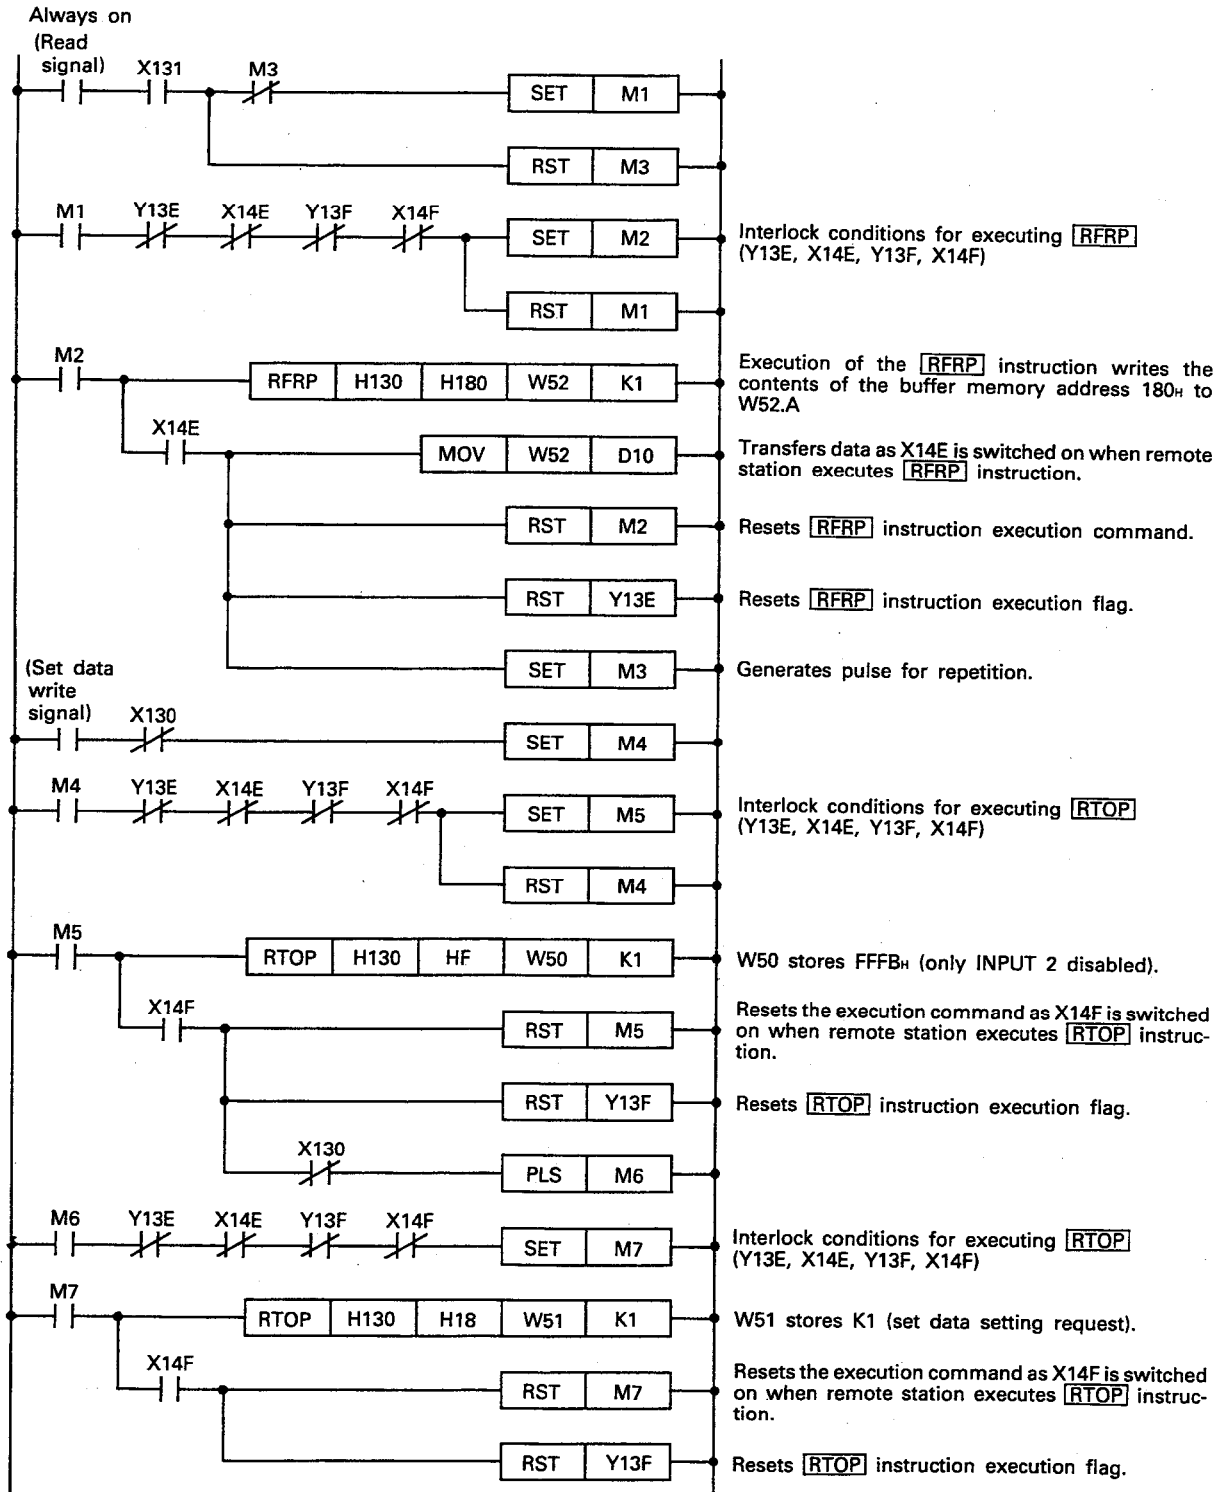 Always on
(Read
signal) X131 M3
SET M1
RST M3
M1 Y13E X14E Y13F X14F
SET M2 Interlock conditions for executing RFRP
(Y13E, X14E, Y13F, X14F)
RST M1
M2
RFRP H130 H180 W52 K1 Execution of the RFRP instruction writes the
contents of the buffer memory address 180H to
W52.A
X14E
MOV W52 D10 Transfers data as X14E is switched on when remote
station executes RFRP instruction.
RST M2 Resets RFRP instruction execution command.
RST Y13E Resets RFRP instruction execution flag.
SET M3 Generates pulse for repetition.
(Set data
write
signal) X130
SET M4
M4 Y13E X14E Y13F X14F
SET M5 Interlock conditions for executing RTOP
(Y13E, X14E, Y13F, X14F)
RST M4
M5
RTOP H130 HF W50 K1 W50 stores FFFBH (only INPUT 2 disabled).
X14F
RST M5 Resets the execution command as X14F is switched
on when remote station executes RTOP instruc-
tion.
RST Y13F Resets RTOP instruction execution flag.
X130
PLS M6
M6 Y13E X14E Y13F X14F
SET M7 Interlock conditions for executing RTOP
(Y13E, X14E, Y13F, X14F)
M7
RTOP H130 H18 W51 K1 W51 stores K1 (set data setting request).
X14F
RST M7 Resets the execution command as X14F is switched
on when remote station executes RTOP instruc-
tion.
RST Y13F Resets RTOP instruction execution flag.